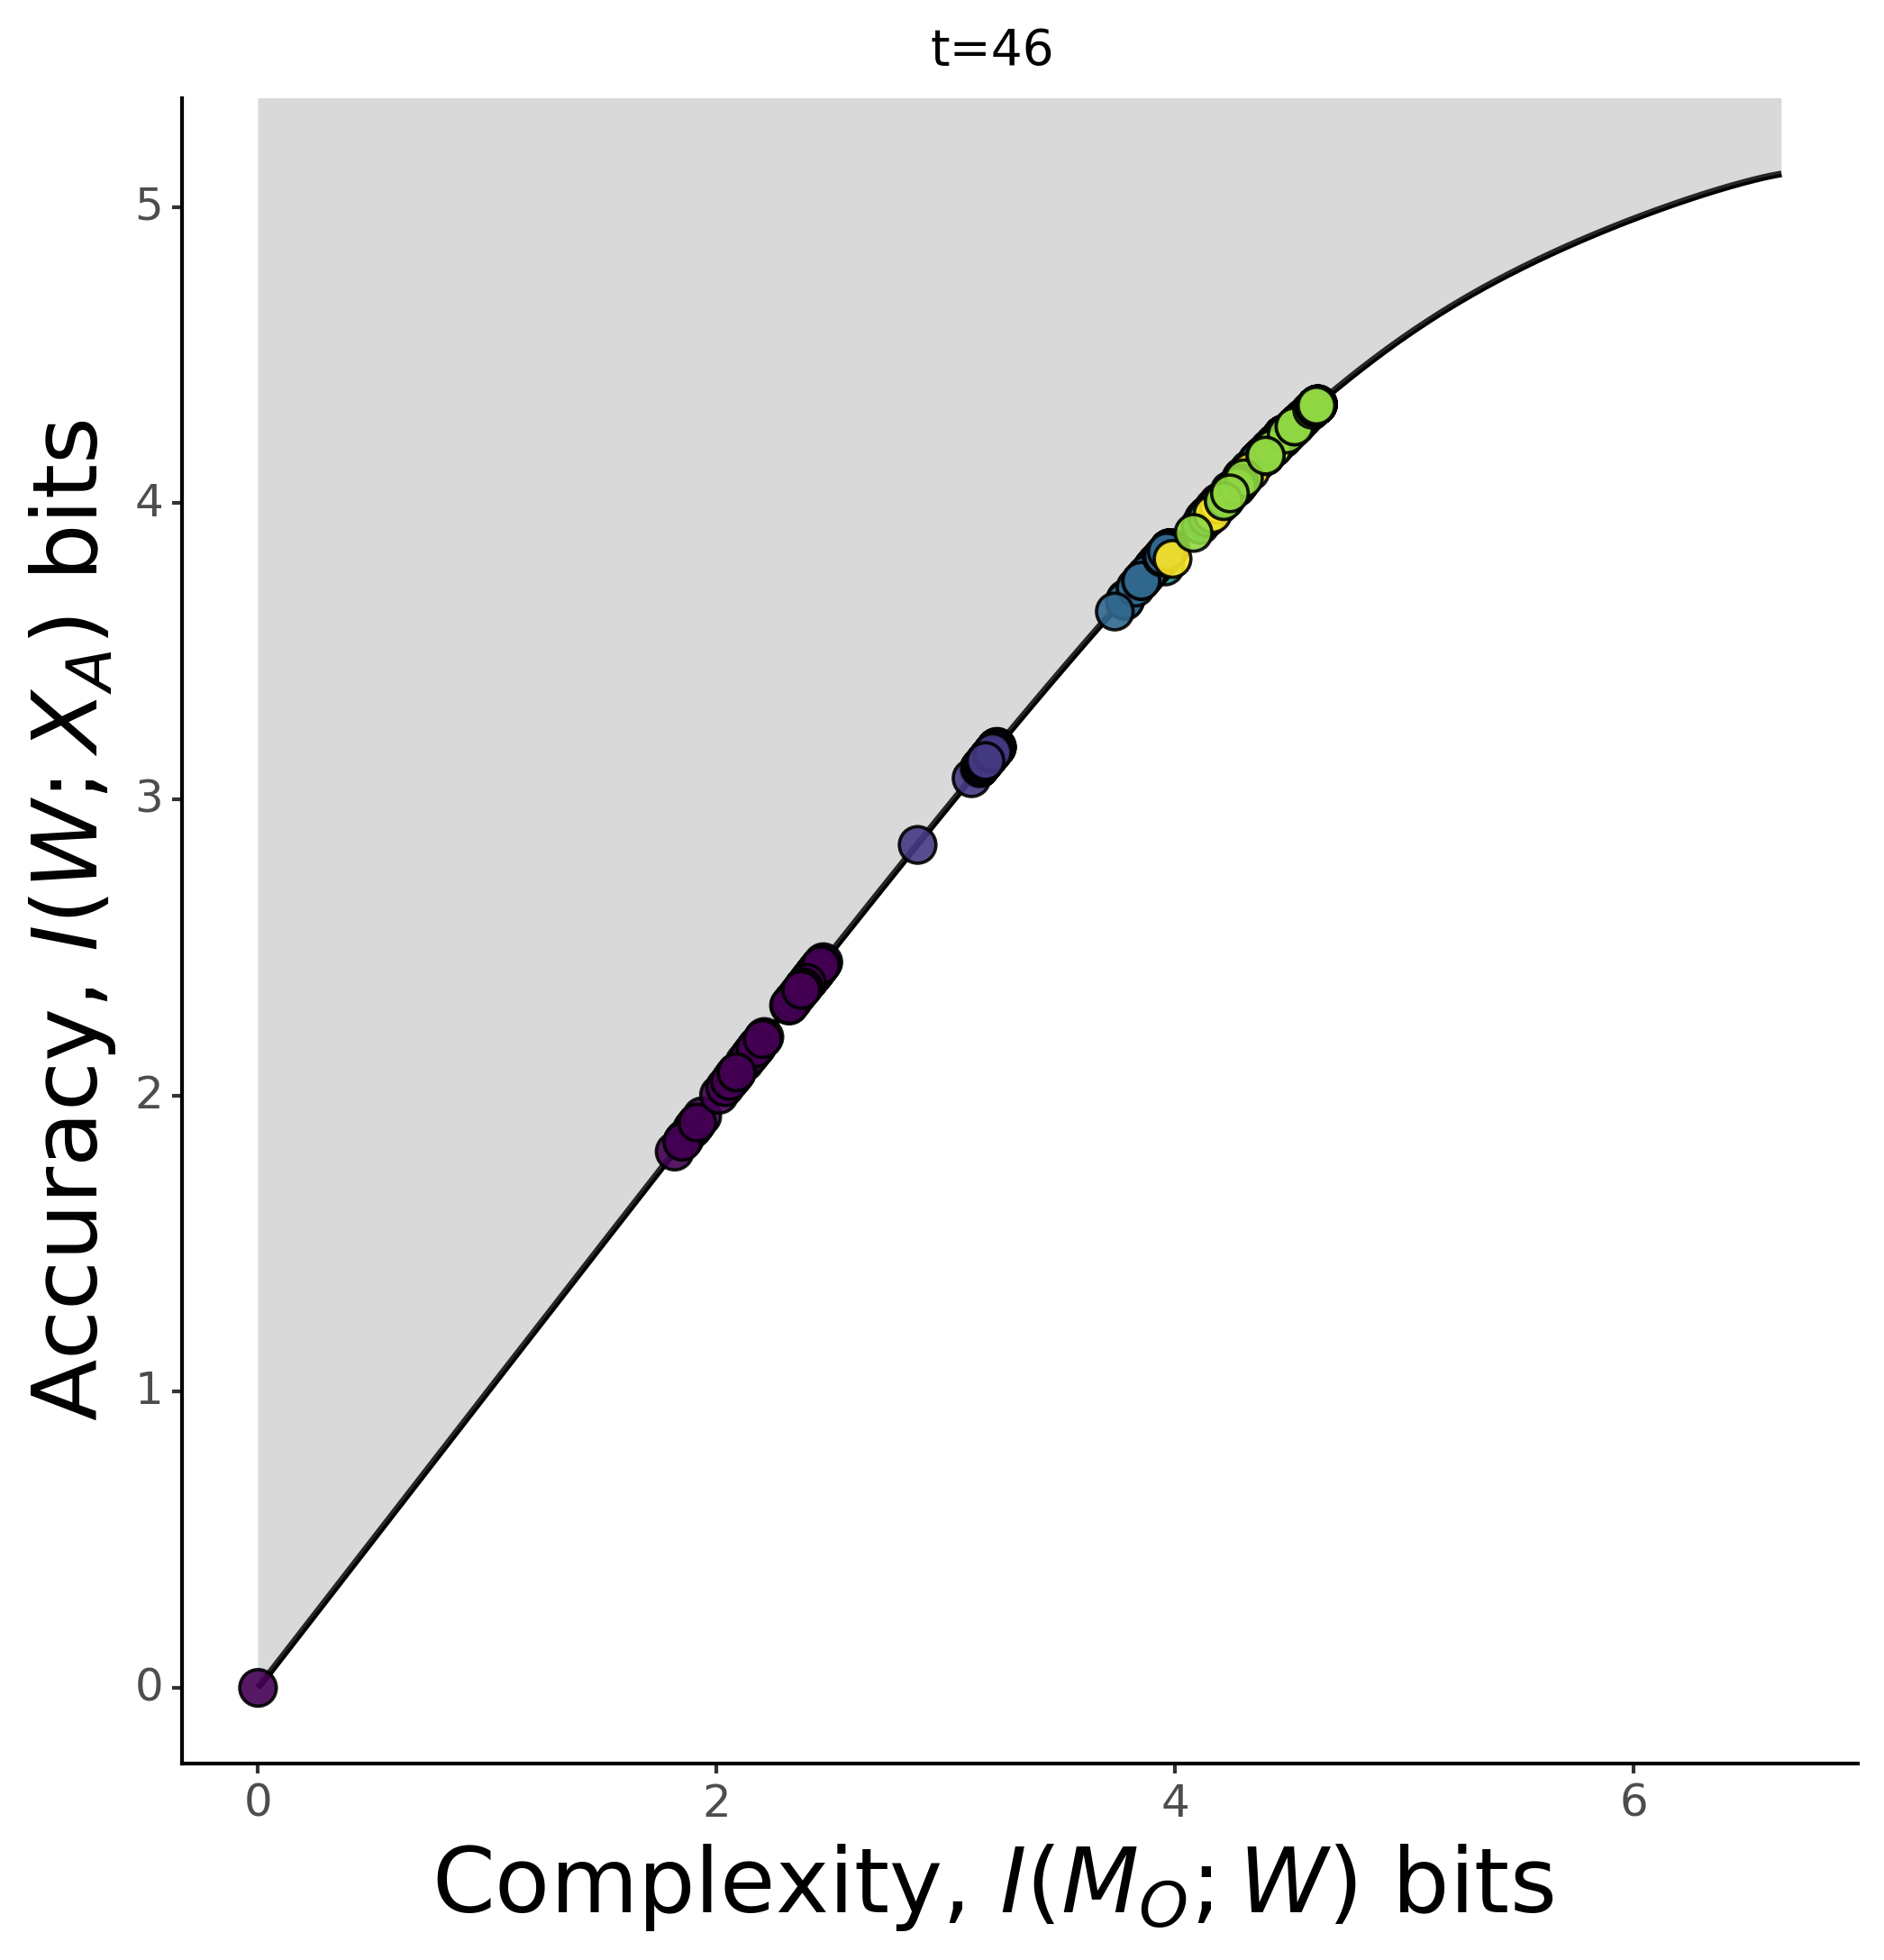 t=46
Accuracy, I(W; X_A) bits
5
4
3
2
1
0
0 2 4 6
Complexity, I(M_O; W) bits